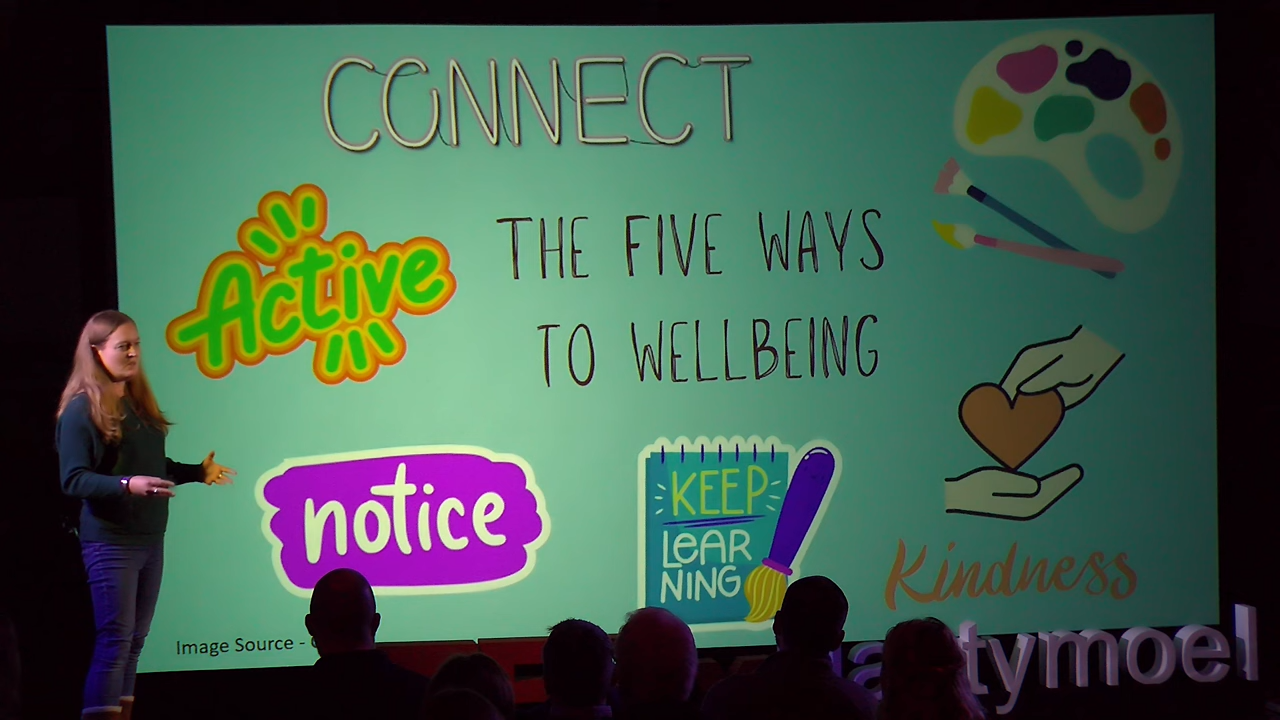 CONNECT
Active
THE FIVE WAYS
TO WELLBEING
notice
KEEP
LEAR
NING
Kindness
Image Source -
tymoel